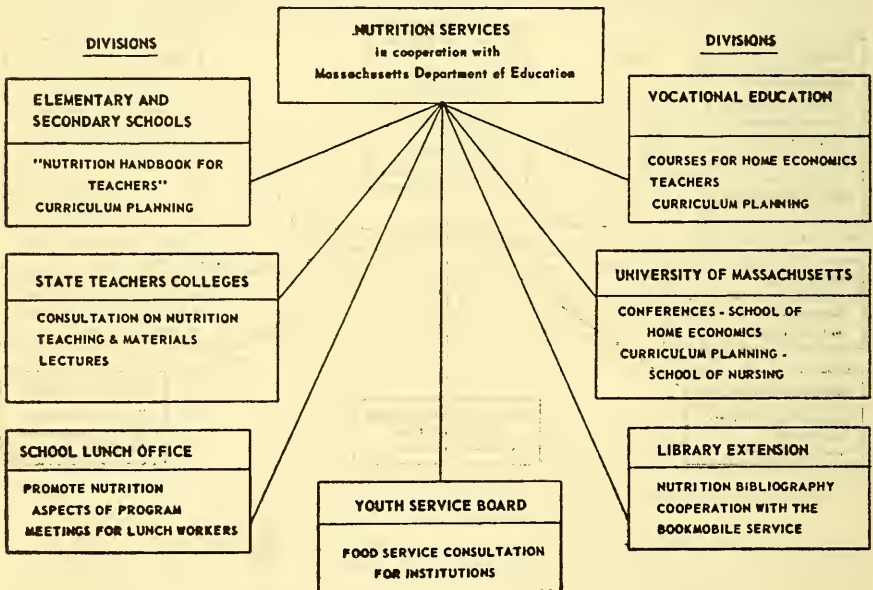 NUTRITION SERVICES
in cooperation with
Massachusetts Department of Education
DIVISIONS
ELEMENTARY AND
SECONDARY SCHOOLS
"NUTRITION HANDBOOK FOR
TEACHERS"
CURRICULUM PLANNING
STATE TEACHERS COLLEGES
CONSULTATION ON NUTRITION
TEACHING & MATERIALS
LECTURES
SCHOOL LUNCH OFFICE
PROMOTE NUTRITION
ASPECTS OF PROGRAM
MEETINGS FOR LUNCH WORKERS
YOUTH SERVICE BOARD
FOOD SERVICE CONSULTATION
FOR INSTITUTIONS
DIVISIONS
VOCATIONAL EDUCATION
COURSES FOR HOME ECONOMICS
TEACHERS
CURRICULUM PLANNING
UNIVERSITY OF MASSACHUSETTS
CONFERENCES - SCHOOL OF
HOME ECONOMICS
CURRICULUM PLANNING -
SCHOOL OF NURSING
LIBRARY EXTENSION
NUTRITION BIBLIOGRAPHY
COOPERATION WITH THE
BOOKMOBILE SERVICE